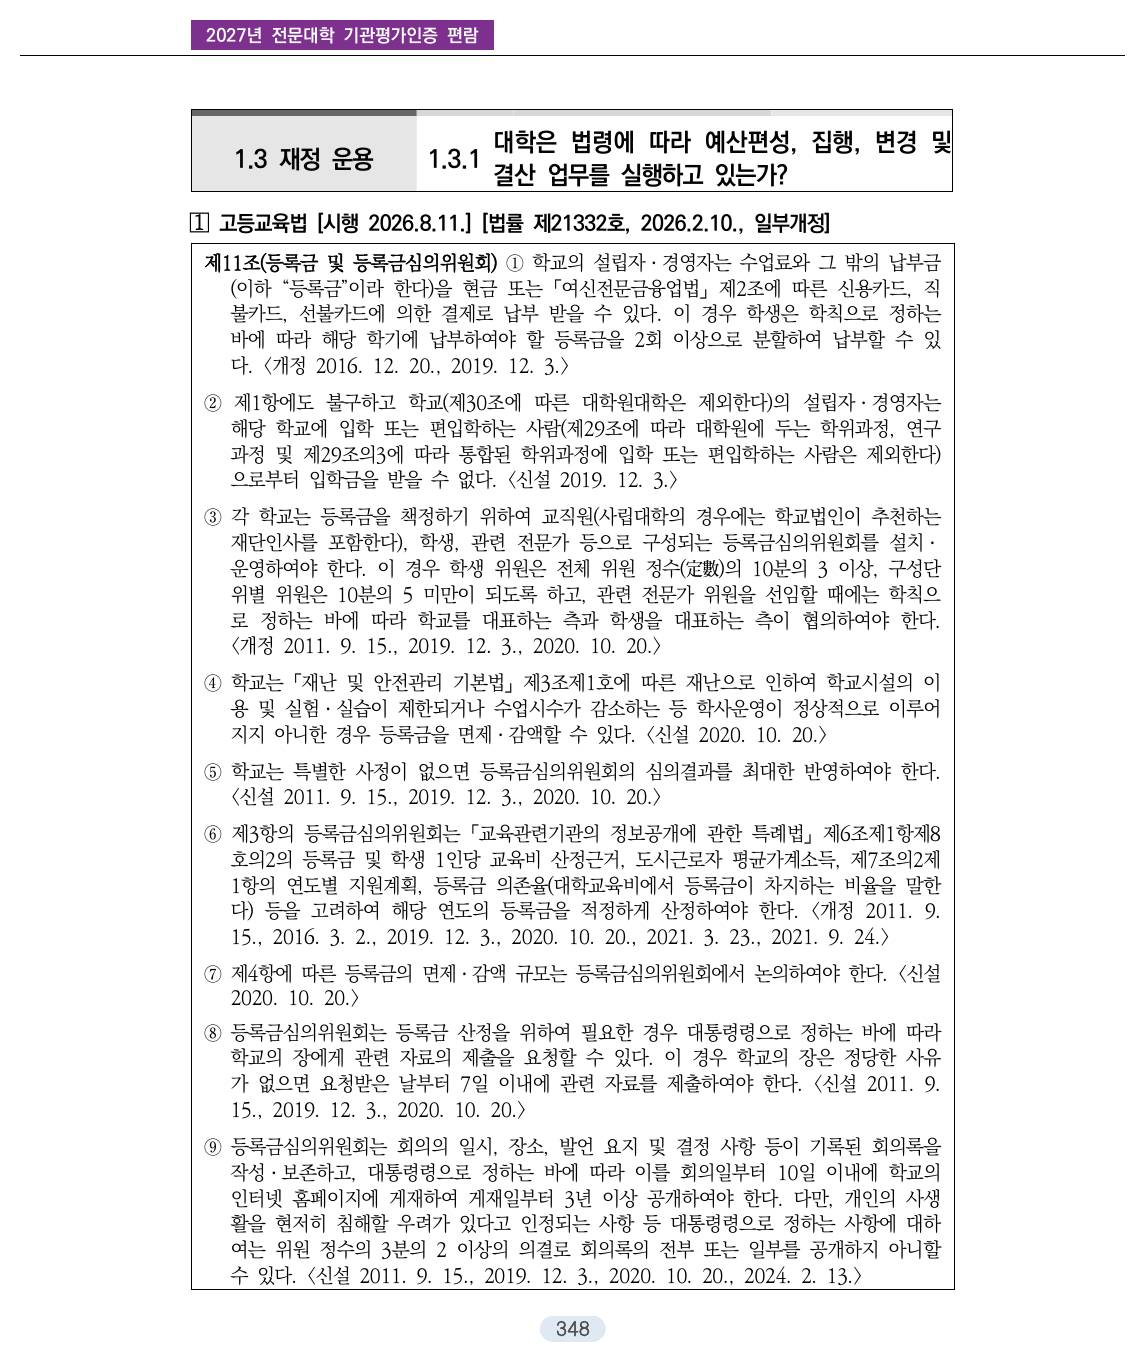 2027년 전문대학 기관평가인증 편람
1.3 재정 운용
1.3.1
대학은 법령에 따라 예산편성, 집행, 변경 및
결산 업무를 실행하고 있는가?
1 고등교육법 [시행 2026.8.11.] [법률 제21332호, 2026.2.10., 일부개정]
제11조(등록금 및 등록금심의위원회) ① 학교의 설립자·경영자는 수업료와 그 밖의 납부금
(이하 “등록금”이라 한다)을 현금 또는「여신전문금융업법」제2조에 따른 신용카드, 직
불카드, 선불카드에 의한 결제로 납부 받을 수 있다. 이 경우 학생은 학칙으로 정하는
바에 따라 해당 학기에 납부하여야 할 등록금을 2회 이상으로 분할하여 납부할 수 있
다.〈개정 2016. 12. 20., 2019. 12. 3.〉
② 제1항에도 불구하고 학교(제30조에 따른 대학원대학은 제외한다)의 설립자·경영자는
해당 학교에 입학 또는 편입학하는 사람(제29조에 따라 대학원에 두는 학위과정, 연구
과정 및 제29조의3에 따라 통합된 학위과정에 입학 또는 편입학하는 사람은 제외한다)
으로부터 입학금을 받을 수 없다.〈신설 2019. 12. 3.〉
③ 각 학교는 등록금을 책정하기 위하여 교직원(사립대학의 경우에는 학교법인이 추천하는
재단인사를 포함한다), 학생, 관련 전문가 등으로 구성되는 등록금심의위원회를 설치·
운영하여야 한다. 이 경우 학생 위원은 전체 위원 정수(定數)의 10분의 3 이상, 구성단
위별 위원은 10분의 5 미만이 되도록 하고, 관련 전문가 위원을 선임할 때에는 학칙으
로 정하는 바에 따라 학교를 대표하는 측과 학생을 대표하는 측이 협의하여야 한다.
〈개정 2011. 9. 15., 2019. 12. 3., 2020. 10. 20.〉
④ 학교는「재난 및 안전관리 기본법」제3조제1호에 따른 재난으로 인하여 학교시설의 이
용 및 실험·실습이 제한되거나 수업시수가 감소하는 등 학사운영이 정상적으로 이루어
지지 아니한 경우 등록금을 면제·감액할 수 있다.〈신설 2020. 10. 20.〉
⑤ 학교는 특별한 사정이 없으면 등록금심의위원회의 심의결과를 최대한 반영하여야 한다.
〈신설 2011. 9. 15., 2019. 12. 3., 2020. 10. 20.〉
⑥ 제3항의 등록금심의위원회는「교육관련기관의 정보공개에 관한 특례법」제6조제1항제8
호의2의 등록금 및 학생 1인당 교육비 산정근거, 도시근로자 평균가계소득, 제7조의2제
1항의 연도별 지원계획, 등록금 의존율(대학교육비에서 등록금이 차지하는 비율을 말한
다) 등을 고려하여 해당 연도의 등록금을 적정하게 산정하여야 한다.〈개정 2011. 9.
15., 2016. 3. 2., 2019. 12. 3., 2020. 10. 20., 2021. 3. 23., 2021. 9. 24.〉
⑦ 제4항에 따른 등록금의 면제·감액 규모는 등록금심의위원회에서 논의하여야 한다.〈신설
2020. 10. 20.〉
⑧ 등록금심의위원회는 등록금 산정을 위하여 필요한 경우 대통령령으로 정하는 바에 따라
학교의 장에게 관련 자료의 제출을 요청할 수 있다. 이 경우 학교의 장은 정당한 사유
가 없으면 요청받은 날부터 7일 이내에 관련 자료를 제출하여야 한다.〈신설 2011. 9.
15., 2019. 12. 3., 2020. 10. 20.〉
⑨ 등록금심의위원회는 회의의 일시, 장소, 발언 요지 및 결정 사항 등이 기록된 회의록을
작성·보존하고, 대통령령으로 정하는 바에 따라 이를 회의일부터 10일 이내에 학교의
인터넷 홈페이지에 게재하여 게재일부터 3년 이상 공개하여야 한다. 다만, 개인의 사생
활을 현저히 침해할 우려가 있다고 인정되는 사항 등 대통령령으로 정하는 사항에 대하
여는 위원 정수의 3분의 2 이상의 의결로 회의록의 전부 또는 일부를 공개하지 아니할
수 있다.〈신설 2011. 9. 15., 2019. 12. 3., 2020. 10. 20., 2024. 2. 13.〉
348